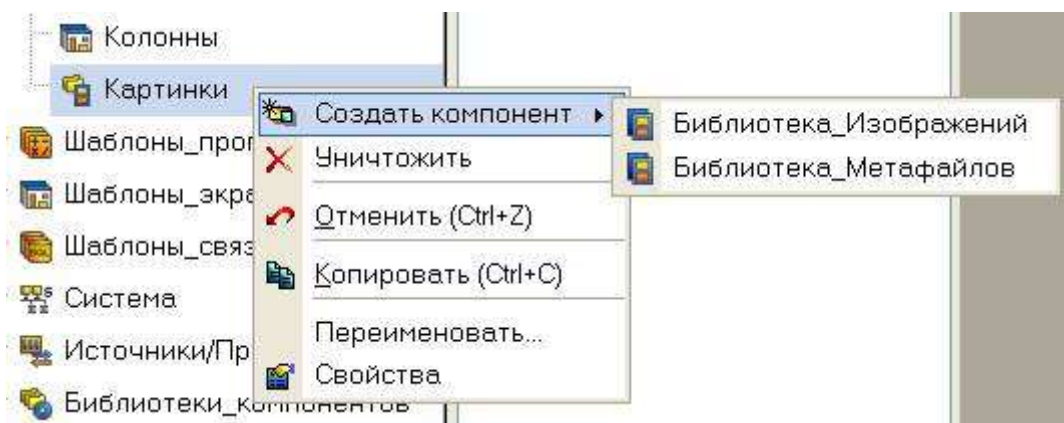 Колонны
Картинки
Создать компонент
Библиотека_Изображений
Шаблоны_прог
Уничтожить
Библиотека_Метафайлов
Шаблоны_экра
Отменить (Ctrl+Z)
Шаблоны_связ
Копировать (Ctrl+C)
Система
Переименовать...
Источники/Пр
Свойства
Библиотеки_компонентов